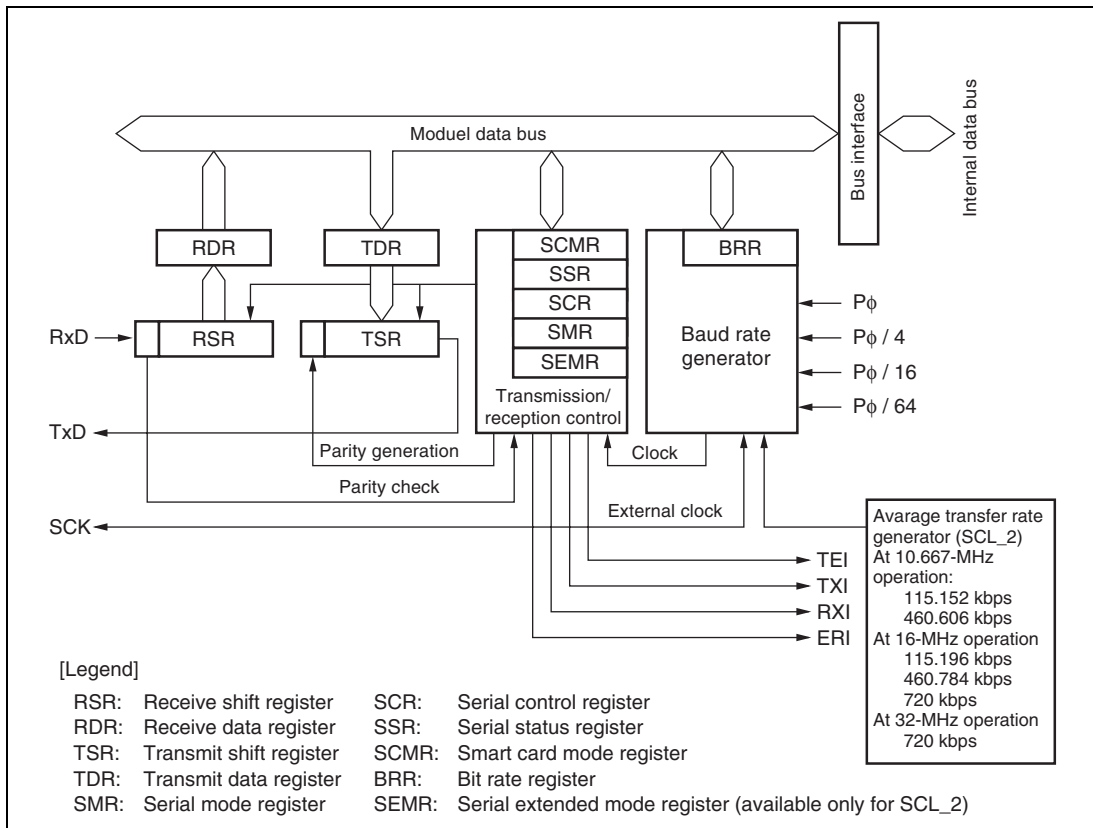 Moduel data bus
Bus interface
Internal data bus
RDR
TDR
SCMR
SSR
SCR
SMR
SEMR
Transmission/
reception control
BRR
Baud rate
generator
Pϕ
Pϕ / 4
Pϕ / 16
Pϕ / 64
RxD
RSR
TSR
TxD
Parity generation
Parity check
Clock
SCK
External clock
TEI
TXI
RXI
ERI
Avarage transfer rate
generator (SCL_2)
At 10.667-MHz
operation:
115.152 kbps
460.606 kbps
At 16-MHz operation
115.196 kbps
460.784 kbps
720 kbps
At 32-MHz operation
720 kbps
[Legend]
RSR: Receive shift register
RDR: Receive data register
TSR: Transmit shift register
TDR: Transmit data register
SMR: Serial mode register
SCR: Serial control register
SSR: Serial status register
SCMR: Smart card mode register
BRR: Bit rate register
SEMR: Serial extended mode register (available only for SCL_2)